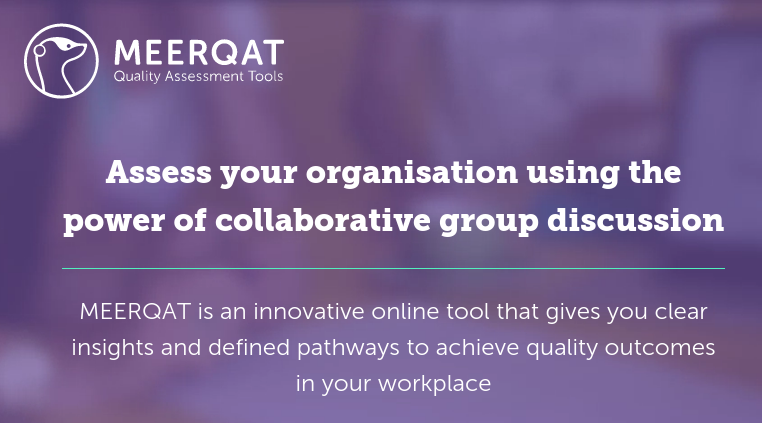 MEERQAT
Quality Assessment Tools
Assess your organisation using the
power of collaborative group discussion
MEERQAT is an innovative online tool that gives you clear
insights and defined pathways to achieve quality outcomes
in your workplace